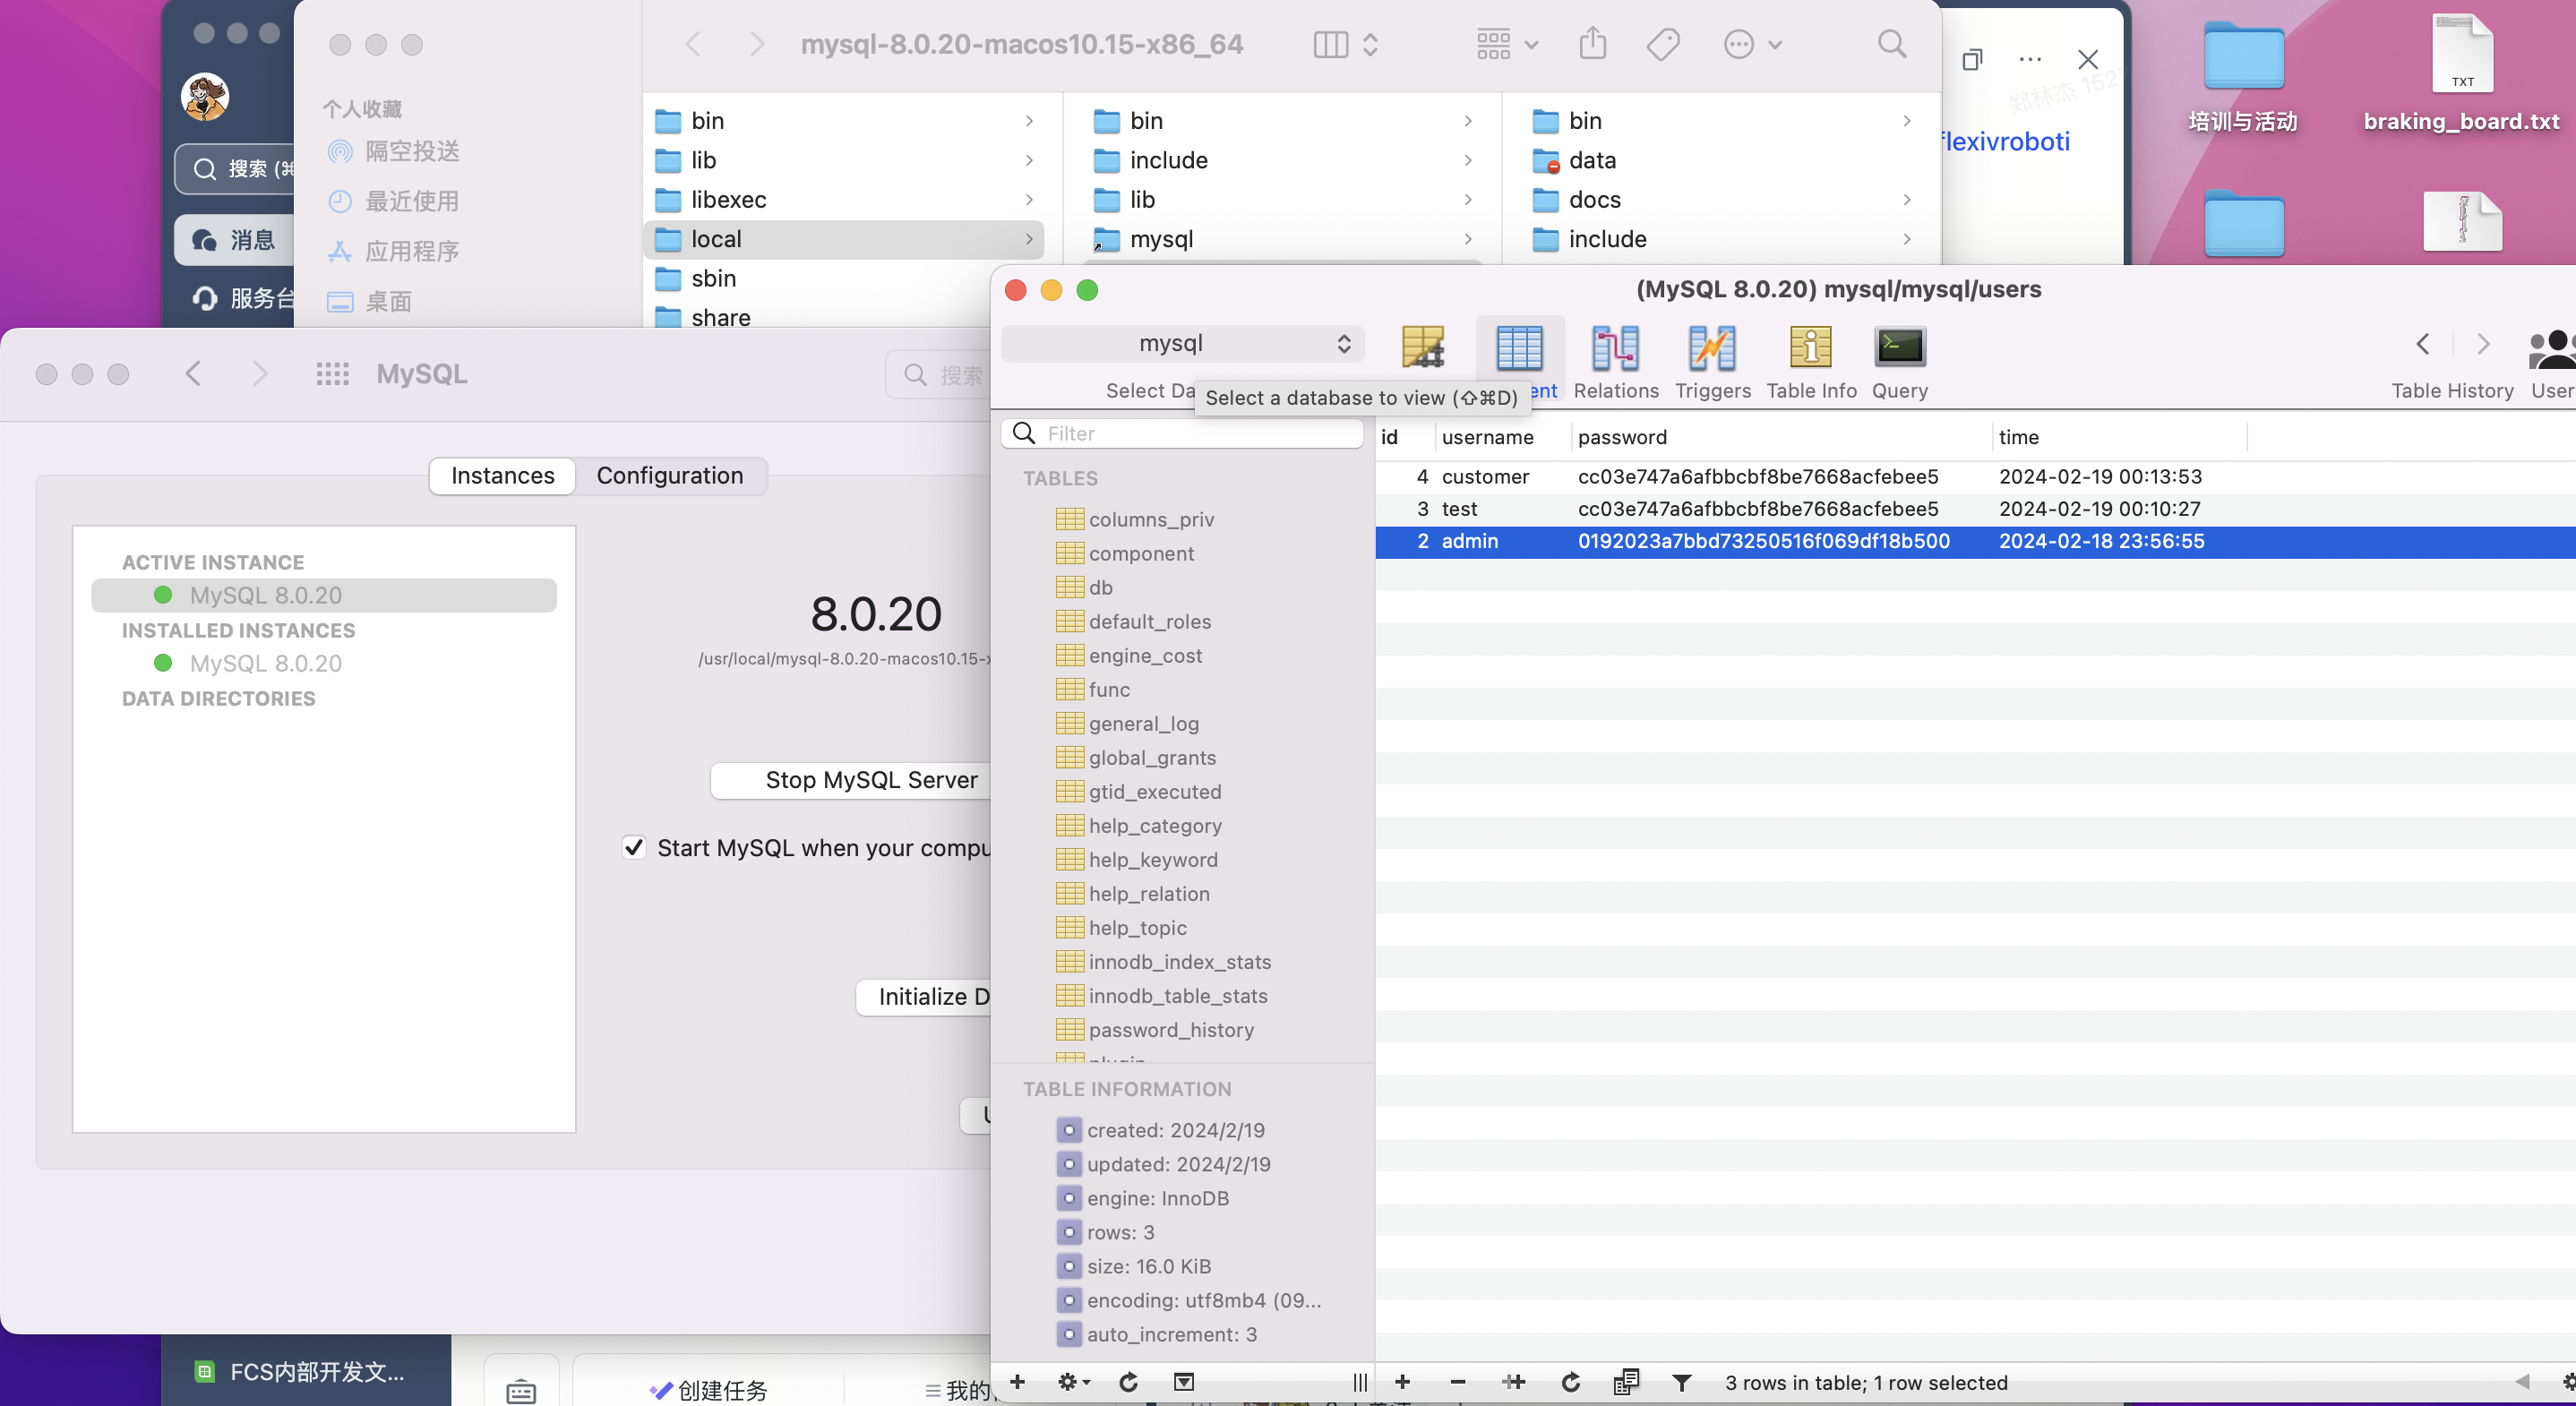 mysql-8.0.20-macos10.15-x86_64
个人收藏
隔空投送
最近使用
应用程序
桌面
搜索 (⌘
消息
服务台
bin
lib
libexec
local
sbin
share
bin
include
lib
mysql
bin
data
docs
include
郑林杰 152
flexivroboti
培训与活动
TXT
braking_board.txt
MySQL
搜索
Instances
Configuration
ACTIVE INSTANCE
MySQL 8.0.20
INSTALLED INSTANCES
MySQL 8.0.20
DATA DIRECTORIES
8.0.20
/usr/local/mysql-8.0.20-macos10.15-x
Stop MySQL Server
Start MySQL when your compu
Initialize D
(MySQL 8.0.20) mysql/mysql/users
mysql
Select Da
Select a database to view (⇧⌘D)
ent
Relations
Triggers
Table Info
Query
Table History
User
Filter
TABLES
columns_priv
component
db
default_roles
engine_cost
func
general_log
global_grants
gtid_executed
help_category
help_keyword
help_relation
help_topic
innodb_index_stats
innodb_table_stats
password_history
plugin
TABLE INFORMATION
created: 2024/2/19
updated: 2024/2/19
engine: InnoDB
rows: 3
size: 16.0 KiB
encoding: utf8mb4 (09...
auto_increment: 3
id username password time
4 customer cc03e747a6afbbcbf8be7668acfebee5 2024-02-19 00:13:53
3 test cc03e747a6afbbcbf8be7668acfebee5 2024-02-19 00:10:27
2 admin 0192023a7bbd73250516f069df18b500 2024-02-18 23:56:55
3 rows in table; 1 row selected
FCS内部开发文...
创建任务
我的